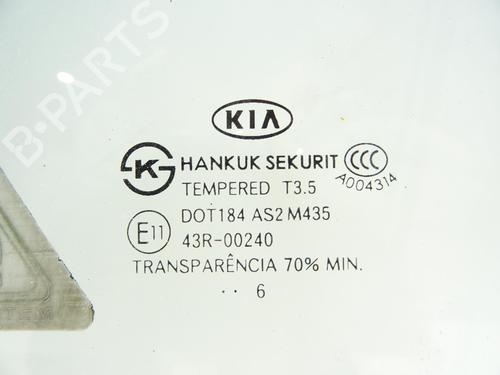 B-PARTS
KIA
KS HANKUK SEKURIT CCC
TEMPERED T3.5 A004314
DOT184 AS2 M435
E11 43R-00240
TRANSPARÊNCIA 70% MIN.
·· 6